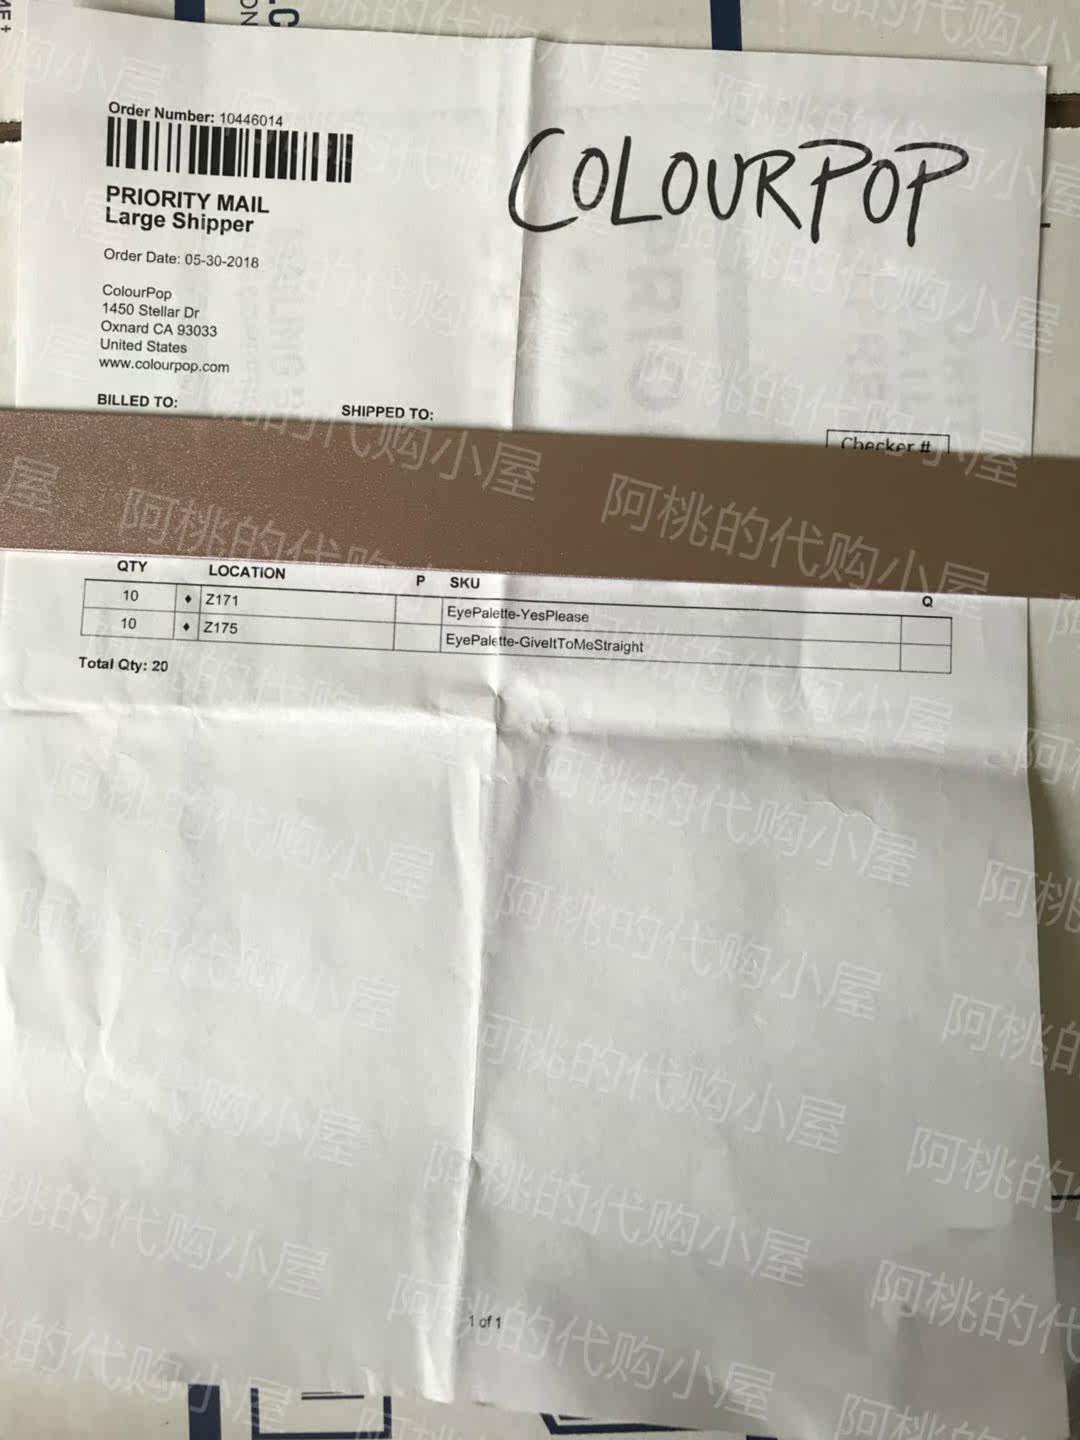 Order Number: 10446014
COLOURPOP
PRIORITY MAIL
Large Shipper
Order Date: 05-30-2018
ColourPop
1450 Stellar Dr
Oxnard CA 93033
United States
www.colourpop.com
BILLED TO:
SHIPPED TO:
Checker #
QTY LOCATION P SKU Q
10 ♦ Z171 EyePalette-YesPlease
10 ♦ Z175 EyePalette-GiveItToMeStraight
Total Qty: 20
1 of 1
阿桃的代购小屋